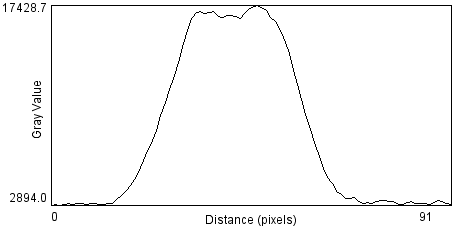 17428.7
Gray Value
2894.0
0
Distance (pixels)
91